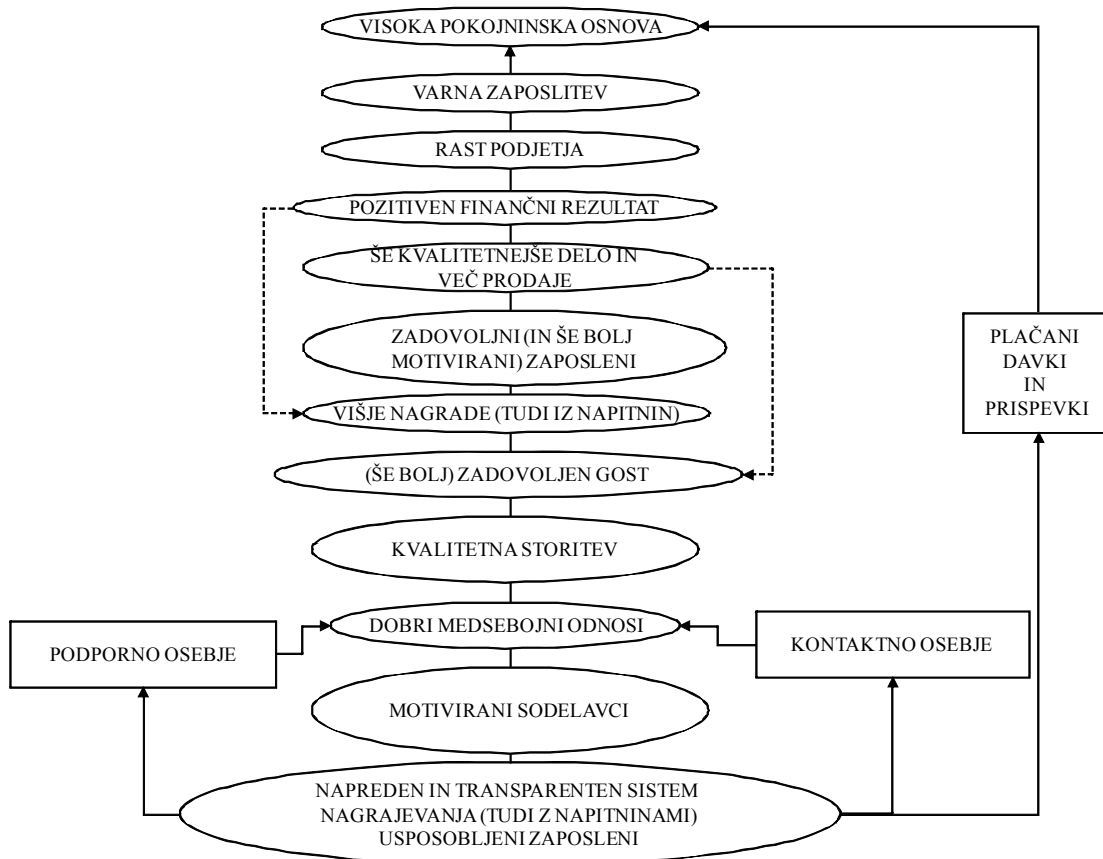 VISOKA POKOJNINSKA OSNOVA
VARNA ZAPOSLITEV
RAST PODJETJA
POZITIVEN FINANČNI REZULTAT
ŠE KVALITETNEJŠE DELO IN
VEČ PRODAJE
ZADOVOLJNI (IN ŠE BOLJ
MOTIVIRANI) ZAPOSLENI
PLAČANI
DAVKI
IN
PRISPEVKI
VIŠJE NAGRADE (TUDI IZ NAPITNIN)
(ŠE BOLJ) ZADOVOLJEN GOST
KVALITETNA STORITEV
DOBRI MEDSEBOJNI ODNOSI
PODPORNO OSEBJE
KONTAKTNO OSEBJE
MOTIVIRANI SODELAVCI
NAPREDEN IN TRANSPARENTEN SISTEM
NAGRAJEVANJA (TUDI Z NAPITNINAMI)
USPOSOBLJENI ZAPOSLENI